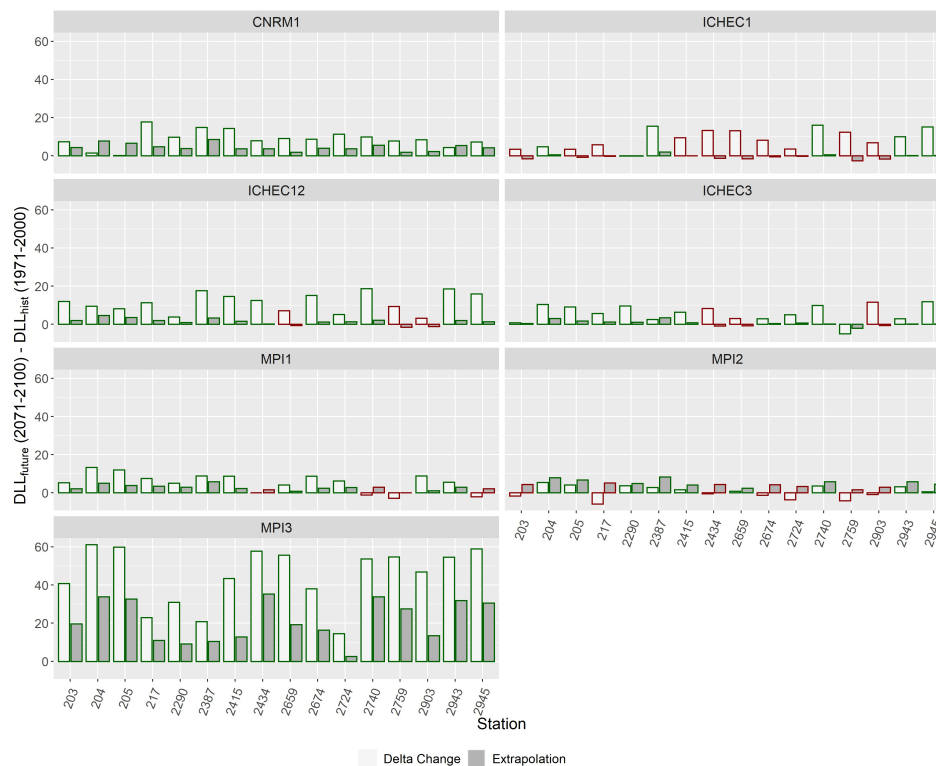 CNRM1
ICHEC1
60
40
20
0
ICHEC12
ICHEC3
60
40
20
0
MPI1
MPI2
60
40
20
0
203 204 205 217 2290 2387 2415 2434 2659 2674 2724 2740 2759 2903 2943 2945
MPI3
60
40
20
0
203 204 205 217 2290 2387 2415 2434 2659 2674 2724 2740 2759 2903 2943 2945
DLLfuture (2071-2100) - DLLhist (1971-2000)
Station
Delta Change Extrapolation